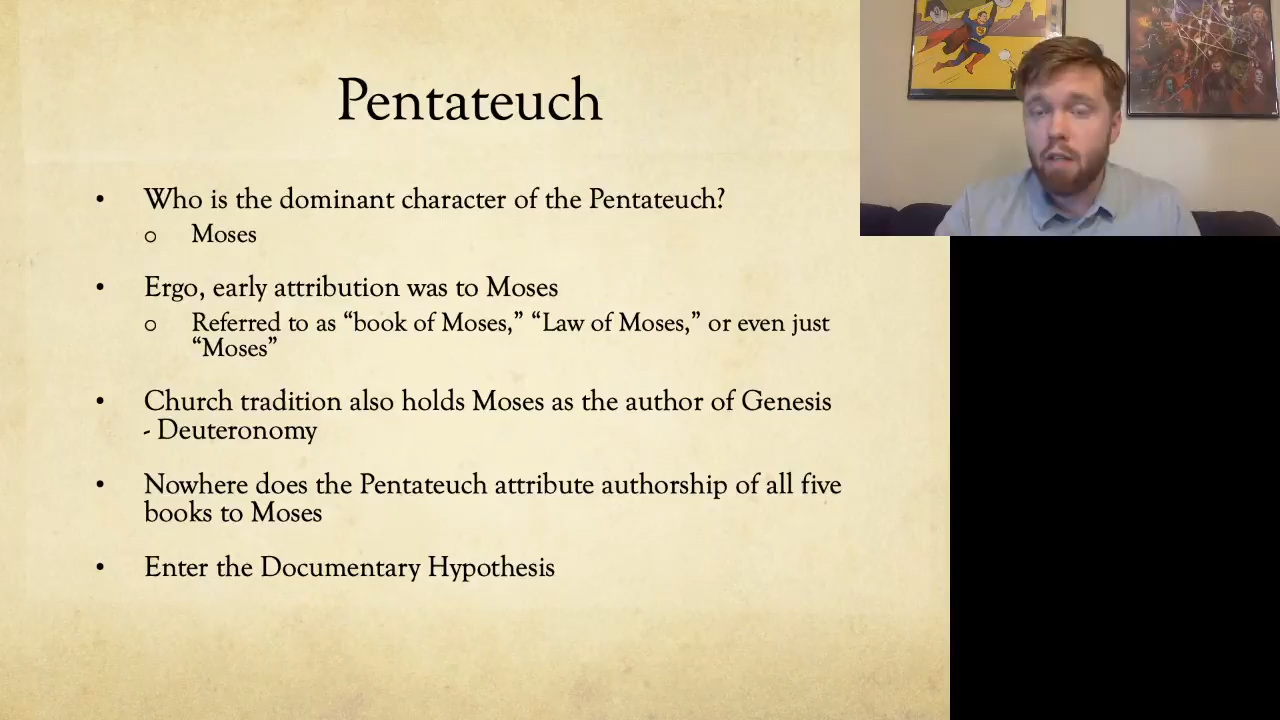 Pentateuch
• Who is the dominant character of the Pentateuch?
o Moses
• Ergo, early attribution was to Moses
o Referred to as “book of Moses,” “Law of Moses,” or even just
“Moses”
• Church tradition also holds Moses as the author of Genesis
- Deuteronomy
• Nowhere does the Pentateuch attribute authorship of all five
books to Moses
• Enter the Documentary Hypothesis